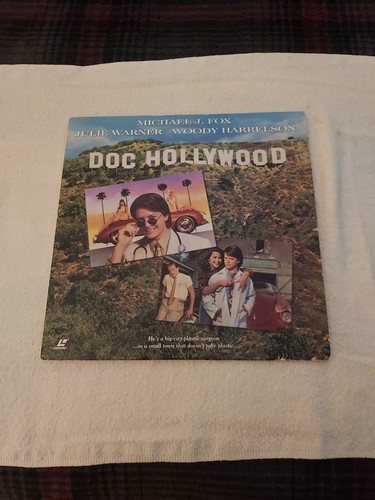 MICHAEL J. FOX
JULIE WARNER WOODY HARRELSON
DOC HOLLYWOOD
He's a big-city plastic surgeon
...in a small town that doesn't take plastic.